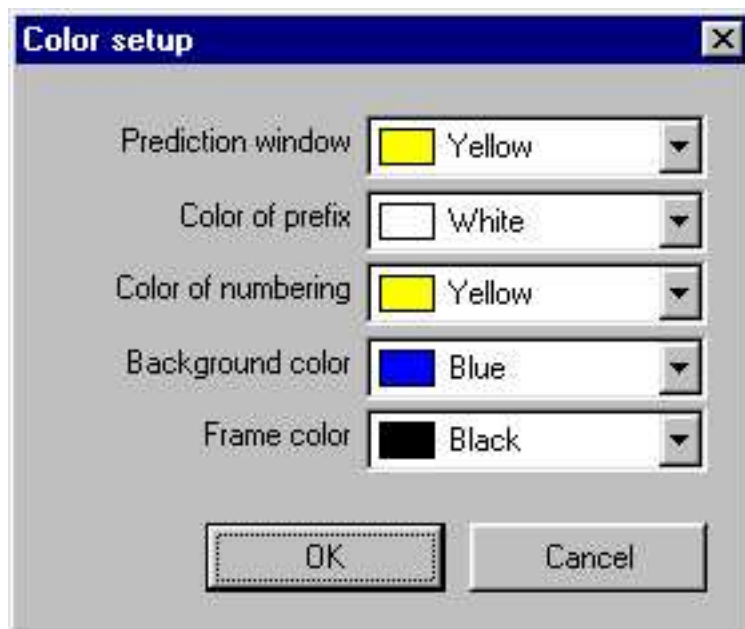 Color setup
Prediction window Yellow
Color of prefix White
Color of numbering Yellow
Background color Blue
Frame color Black
OK Cancel